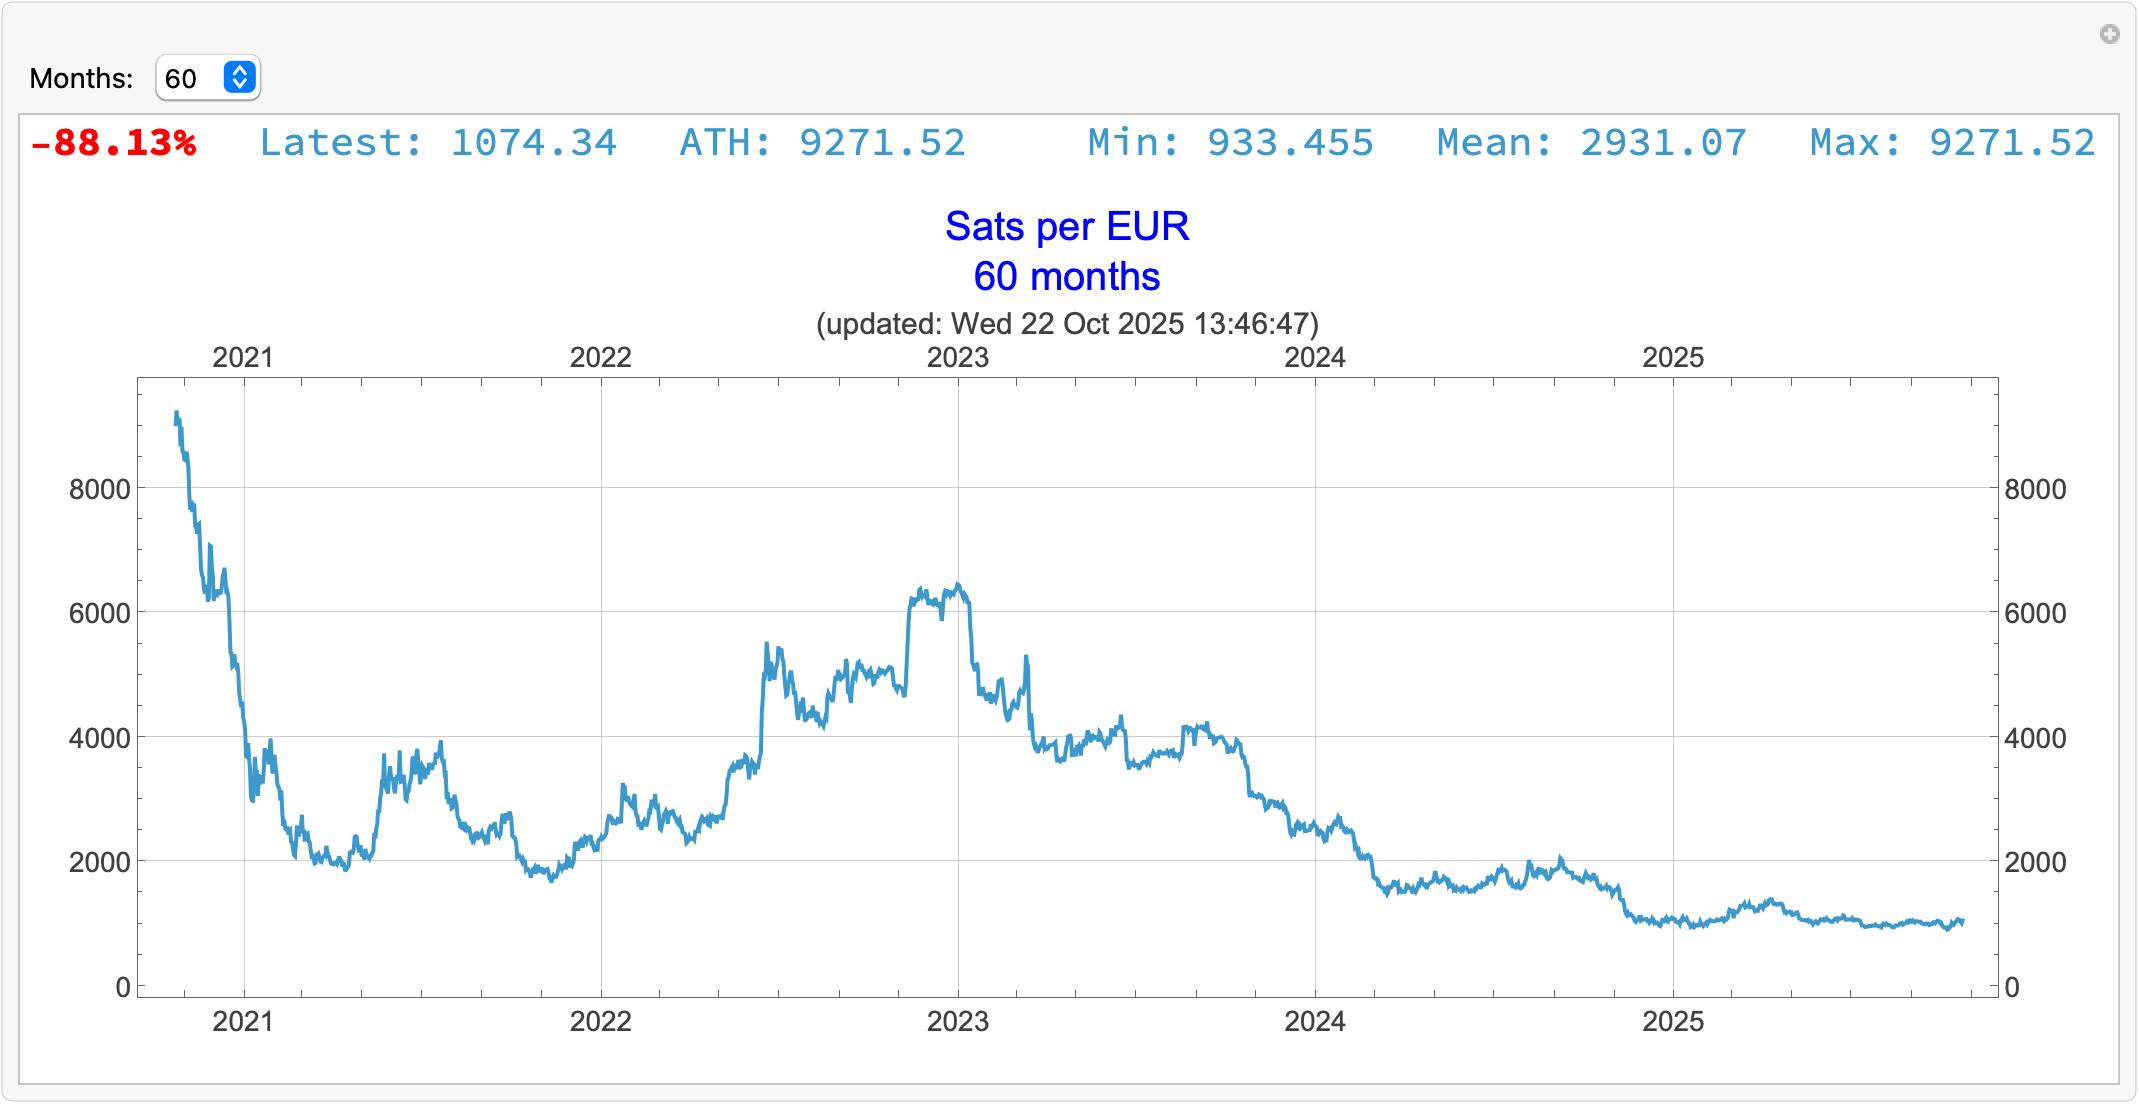 Months: 60
-88.13% Latest: 1074.34 ATH: 9271.52 Min: 933.455 Mean: 2931.07 Max: 9271.52
Sats per EUR
60 months
(updated: Wed 22 Oct 2025 13:46:47)
2021 2022 2023 2024 2025
8000 8000
6000 6000
4000 4000
2000 2000
0 0
2021 2022 2023 2024 2025